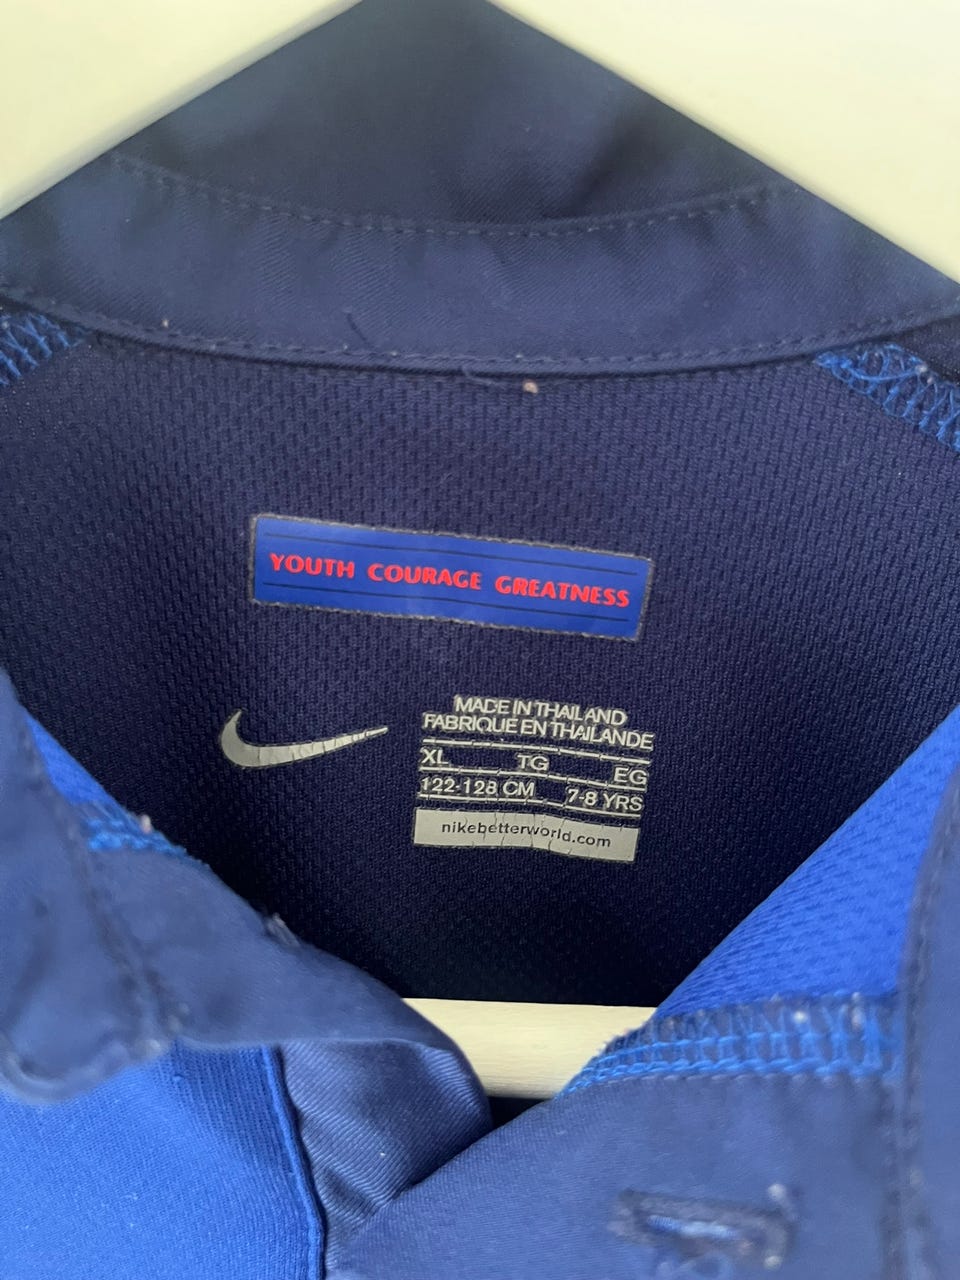 YOUTH COURAGE GREATNESS
MADE IN THAILAND
FABRIQUE EN THAILANDE
XL TG EG
122-128 CM 7-8 YRS
nikebetterworld.com